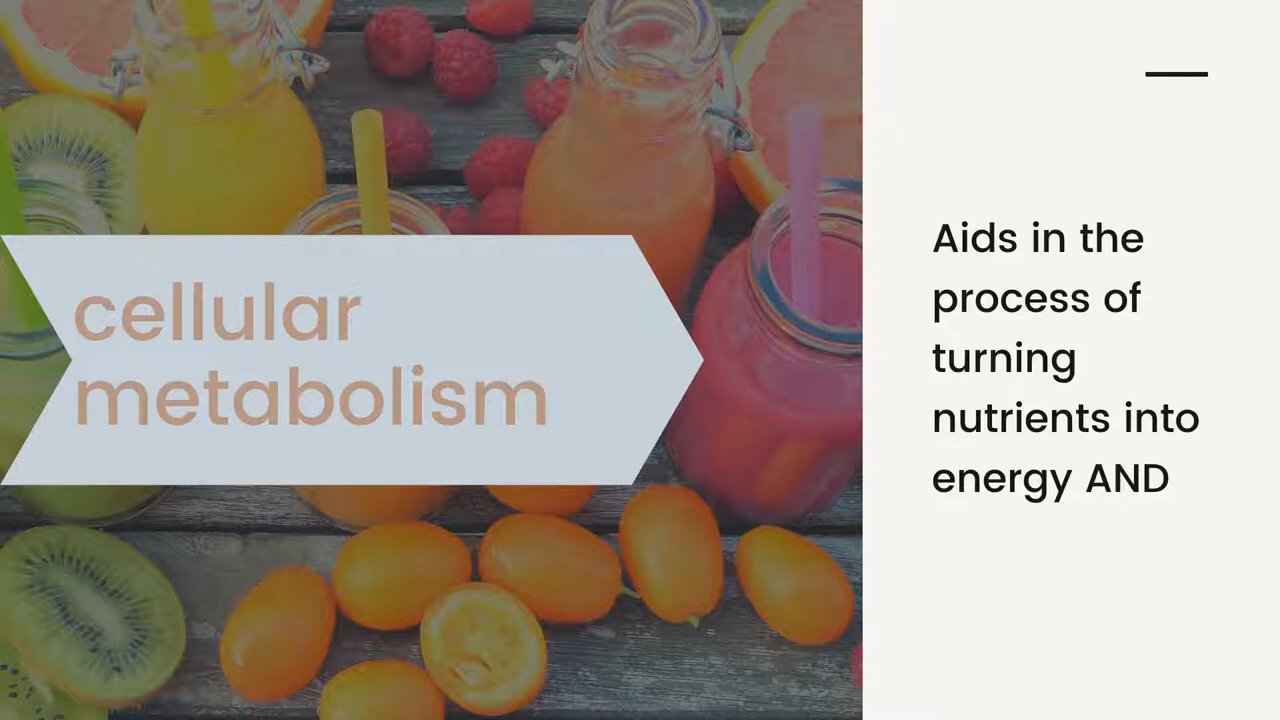 cellular
metabolism
Aids in the
process of
turning
nutrients into
energy AND